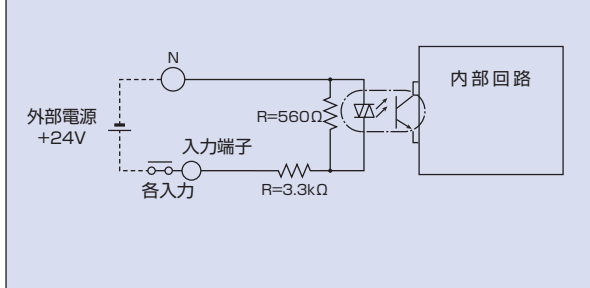 N
内部回路
外部電源
+24V
R=560Ω
入力端子
各入力
R=3.3kΩ